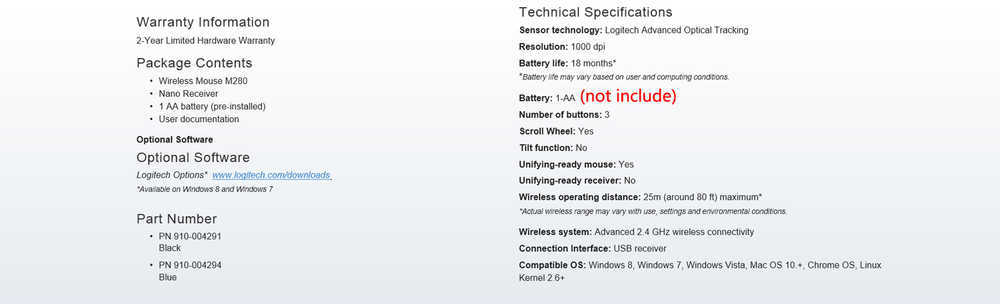 Warranty Information
2-Year Limited Hardware Warranty
Package Contents
• Wireless Mouse M280
• Nano Receiver
• 1 AA battery (pre-installed)
• User documentation
Optional Software
Optional Software
Logitech Options* www.logitech.com/downloads
*Available on Windows 8 and Windows 7
Part Number
• PN 910-004291
Black
• PN 910-004294
Blue
Technical Specifications
Sensor technology: Logitech Advanced Optical Tracking
Resolution: 1000 dpi
Battery life: 18 months*
*Battery life may vary based on user and computing conditions.
Battery: 1-AA (not include)
Number of buttons: 3
Scroll Wheel: Yes
Tilt function: No
Unifying-ready mouse: Yes
Unifying-ready receiver: No
Wireless operating distance: 25m (around 80 ft) maximum*
*Actual wireless range may vary with use, settings and environmental conditions.
Wireless system: Advanced 2.4 GHz wireless connectivity
Connection Interface: USB receiver
Compatible OS: Windows 8, Windows 7, Windows Vista, Mac OS 10.+, Chrome OS, Linux
Kernel 2.6+